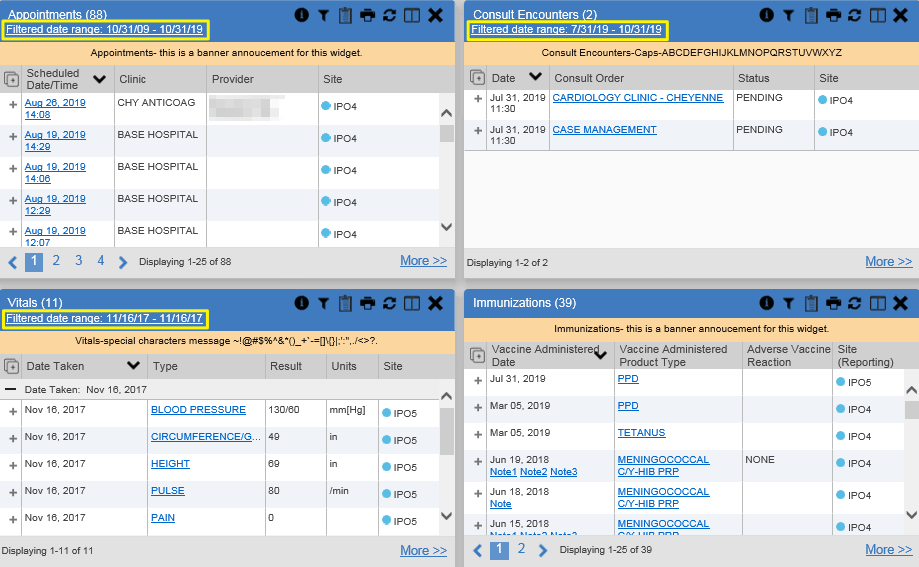 Appointments (88)
Filtered date range: 10/31/09 - 10/31/19
Appointments- this is a banner annoucement for this widget.
Scheduled Date/Time Clinic Provider Site
Aug 26, 2019 14:08 CHY ANTICOAG IPO4
Aug 19, 2019 14:29 BASE HOSPITAL IPO4
Aug 19, 2019 14:06 BASE HOSPITAL IPO4
Aug 19, 2019 12:29 BASE HOSPITAL IPO4
Aug 19, 2019 12:07 BASE HOSPITAL IPO4
1 2 3 4 Displaying 1-25 of 88 More >>
Consult Encounters (2)
Filtered date range: 7/31/19 - 10/31/19
Consult Encounters-Caps-ABCDEFGHIJKLMNOPQRSTUVWXYZ
Date Consult Order Status Site
Jul 31, 2019 11:30 CARDIOLOGY CLINIC - CHEYENNE PENDING IPO4
Jul 31, 2019 11:30 CASE MANAGEMENT PENDING IPO4
Displaying 1-2 of 2 More >>
Vitals (11)
Filtered date range: 11/16/17 - 11/16/17
Vitals-special characters message ~!@#$%^&*()_+`-=[]\{}|;':",./<>?.
Date Taken Type Result Units Site
Date Taken: Nov 16, 2017
Nov 16, 2017 BLOOD PRESSURE 130/60 mm[Hg] IPO5
Nov 16, 2017 CIRCUMFERENCE/G... 49 in IPO5
Nov 16, 2017 HEIGHT 69 in IPO5
Nov 16, 2017 PULSE 80 /min IPO5
Nov 16, 2017 PAIN 0 IPO5
Displaying 1-11 of 11 More >>
Immunizations (39)
Immunizations- this is a banner annoucement for this widget.
Vaccine Administered Date Vaccine Administered Product Type Adverse Vaccine Reaction Site (Reporting)
Jul 31, 2019 PPD IPO5
Mar 05, 2019 PPD IPO4
Mar 05, 2019 TETANUS IPO4
Jun 19, 2018 MENINGOCOCCAL NONE IPO4
Note1 Note2 Note3 C/Y-HIB PRP
Jun 18, 2018 MENINGOCOCCAL IPO4
Note C/Y-HIB PRP
Jun 15, 2018 MENINGOCOCCAL IPO4
Note1 Note2 Note3 C/Y-HIB PRP
1 2 Displaying 1-25 of 39 More >>